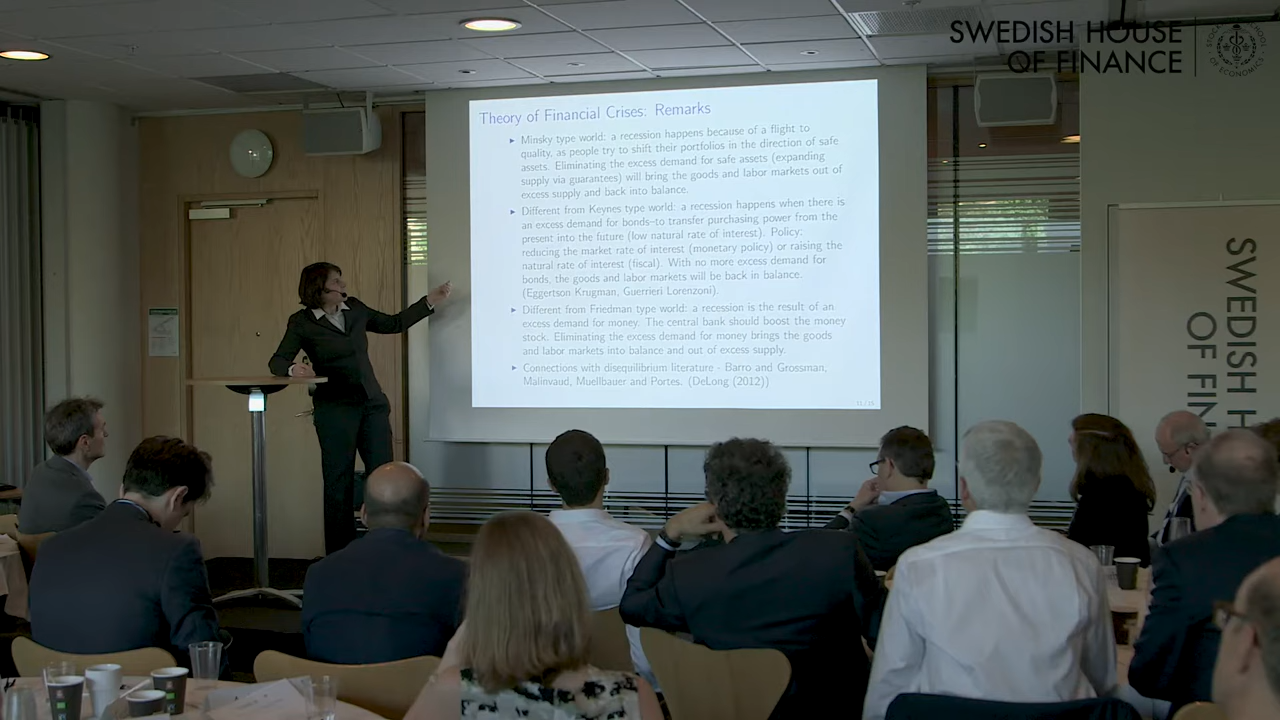 SWEDISH HOUSE
OF FINANCE
Theory of Financial Crises: Remarks
Minsky type world: a recession happens because of a flight to
quality, as people try to shift their portfolios in the direction of safe
assets. Eliminating the excess demand for safe assets (expanding
supply via guarantees) will bring the goods and labor markets out of
excess supply and back into balance.
Different from Keynes type world: a recession happens when there is
an excess demand for bonds–to transfer purchasing power from the
present into the future (low natural rate of interest). Policy:
reducing the market rate of interest (monetary policy) or raising the
natural rate of interest (fiscal). With no more excess demand for
bonds, the goods and labor markets will be back in balance.
(Eggertson Krugman, Guerrieri Lorenzoni).
Different from Friedman type world: a recession is the result of an
excess demand for money. The central bank should boost the money
stock. Eliminating the excess demand for money brings the goods
and labor markets into balance and out of excess supply.
Connections with disequilibrium literature - Barro and Grossman,
Malinvaud, Muellbauer and Portes. (DeLong (2012))
SWEDISH H
OF FIN